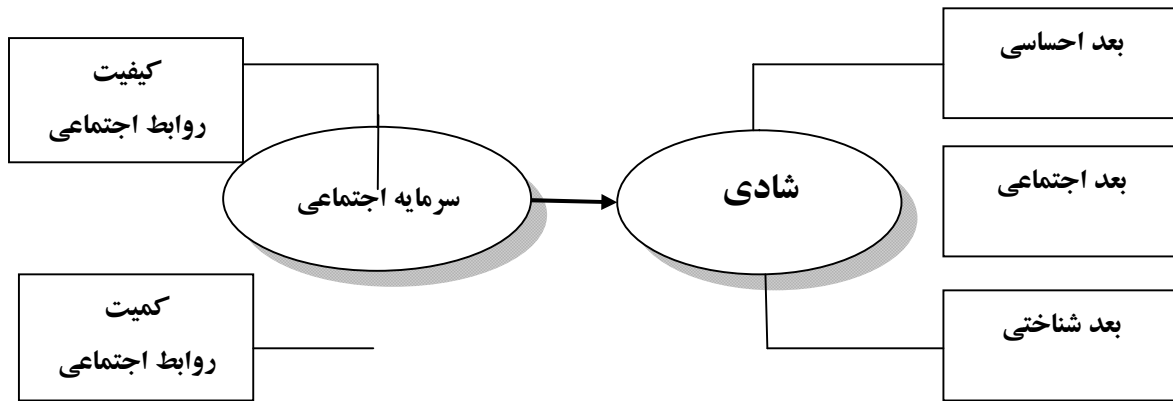 بعد احساسی
کیفیت
روابط اجتماعی
بعد اجتماعی
شادی
سرمایه اجتماعی
بعد شناختی
کمیت
روابط اجتماعی